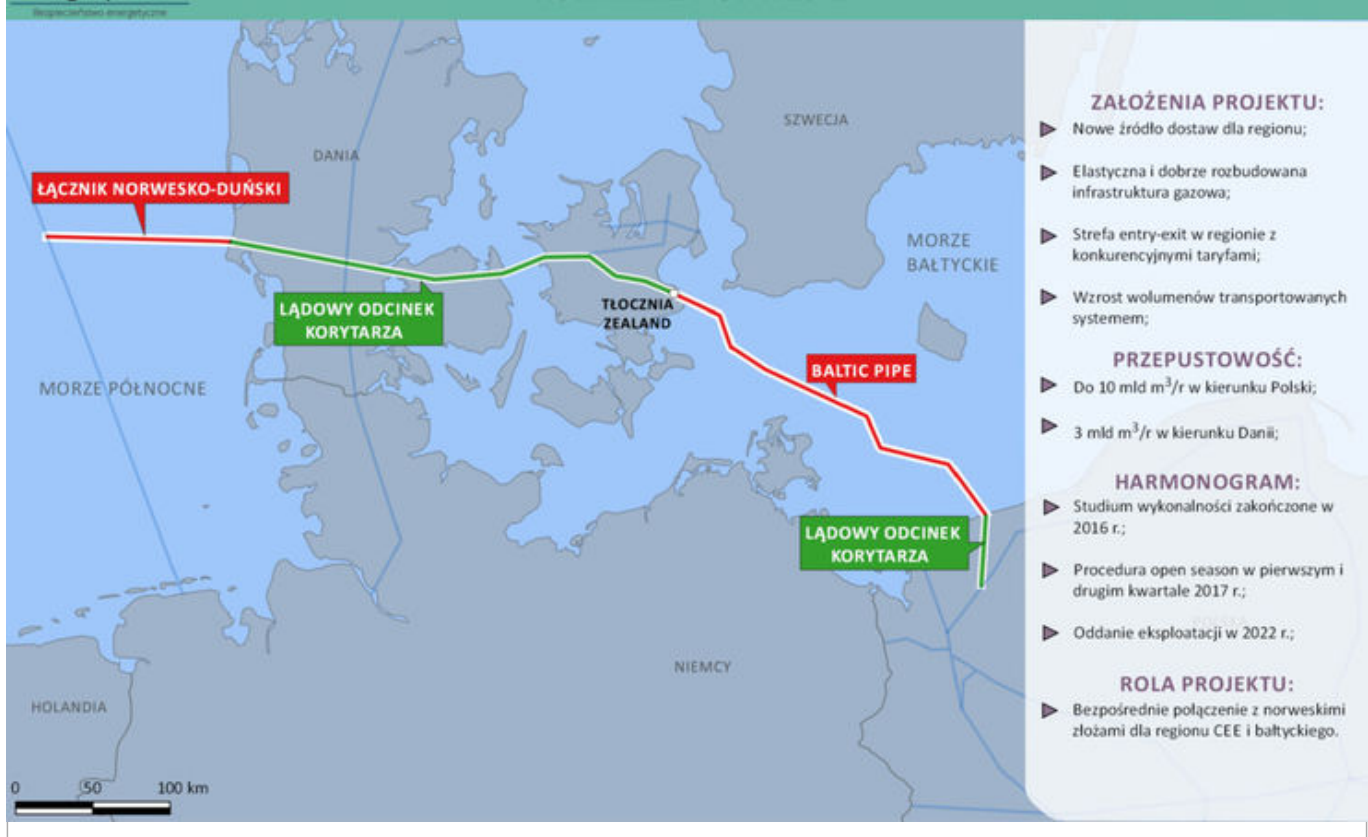 Bezpieczeństwo energetyczne
SZWECJA
DANIA
ŁĄCZNIK NORWESKO-DUŃSKI
MORZE
BAŁTYCKIE
LĄDOWY ODCINEK
KORYTARZA
TŁOCZNIA
ZEALAND
MORZE PÓŁNOCNE
BALTIC PIPE
LĄDOWY ODCINEK
KORYTARZA
NIEMCY
HOLANDIA
0 50 100 km
ZAŁOŻENIA PROJEKTU:
Nowe źródło dostaw dla regionu;
Elastyczna i dobrze rozbudowana
infrastruktura gazowa;
Strefa entry-exit w regionie z
konkurencyjnymi taryfami;
Wzrost wolumenów transportowanych
systemem;
PRZEPUSTOWOŚĆ:
Do 10 mld m³/r w kierunku Polski;
3 mld m³/r w kierunku Danii;
HARMONOGRAM:
Studium wykonalności zakończone w
2016 r.;
Procedura open season w pierwszym i
drugim kwartale 2017 r.;
POLSKA
Oddanie eksploatacji w 2022 r.;
ROLA PROJEKTU:
Bezpośrednie połączenie z norweskimi
złożami dla regionu CEE i bałtyckiego.